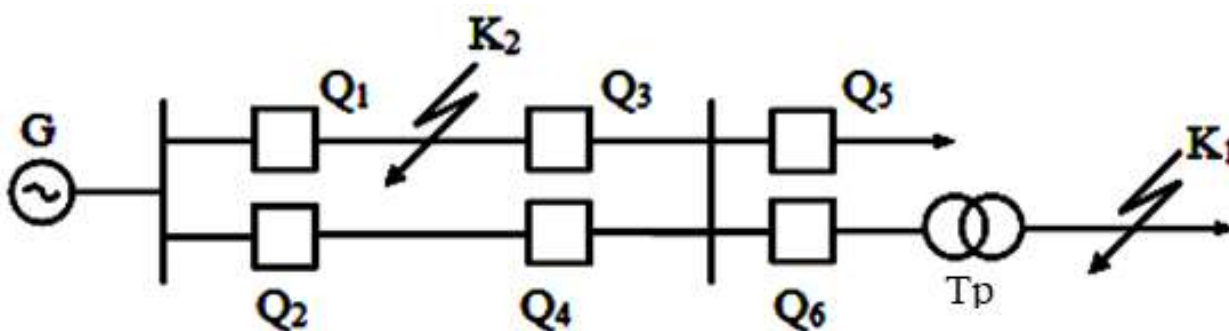 K₂
Q₁
Q₃
Q₅
G
K₁
Q₂
Q₄
Q₆
Tp